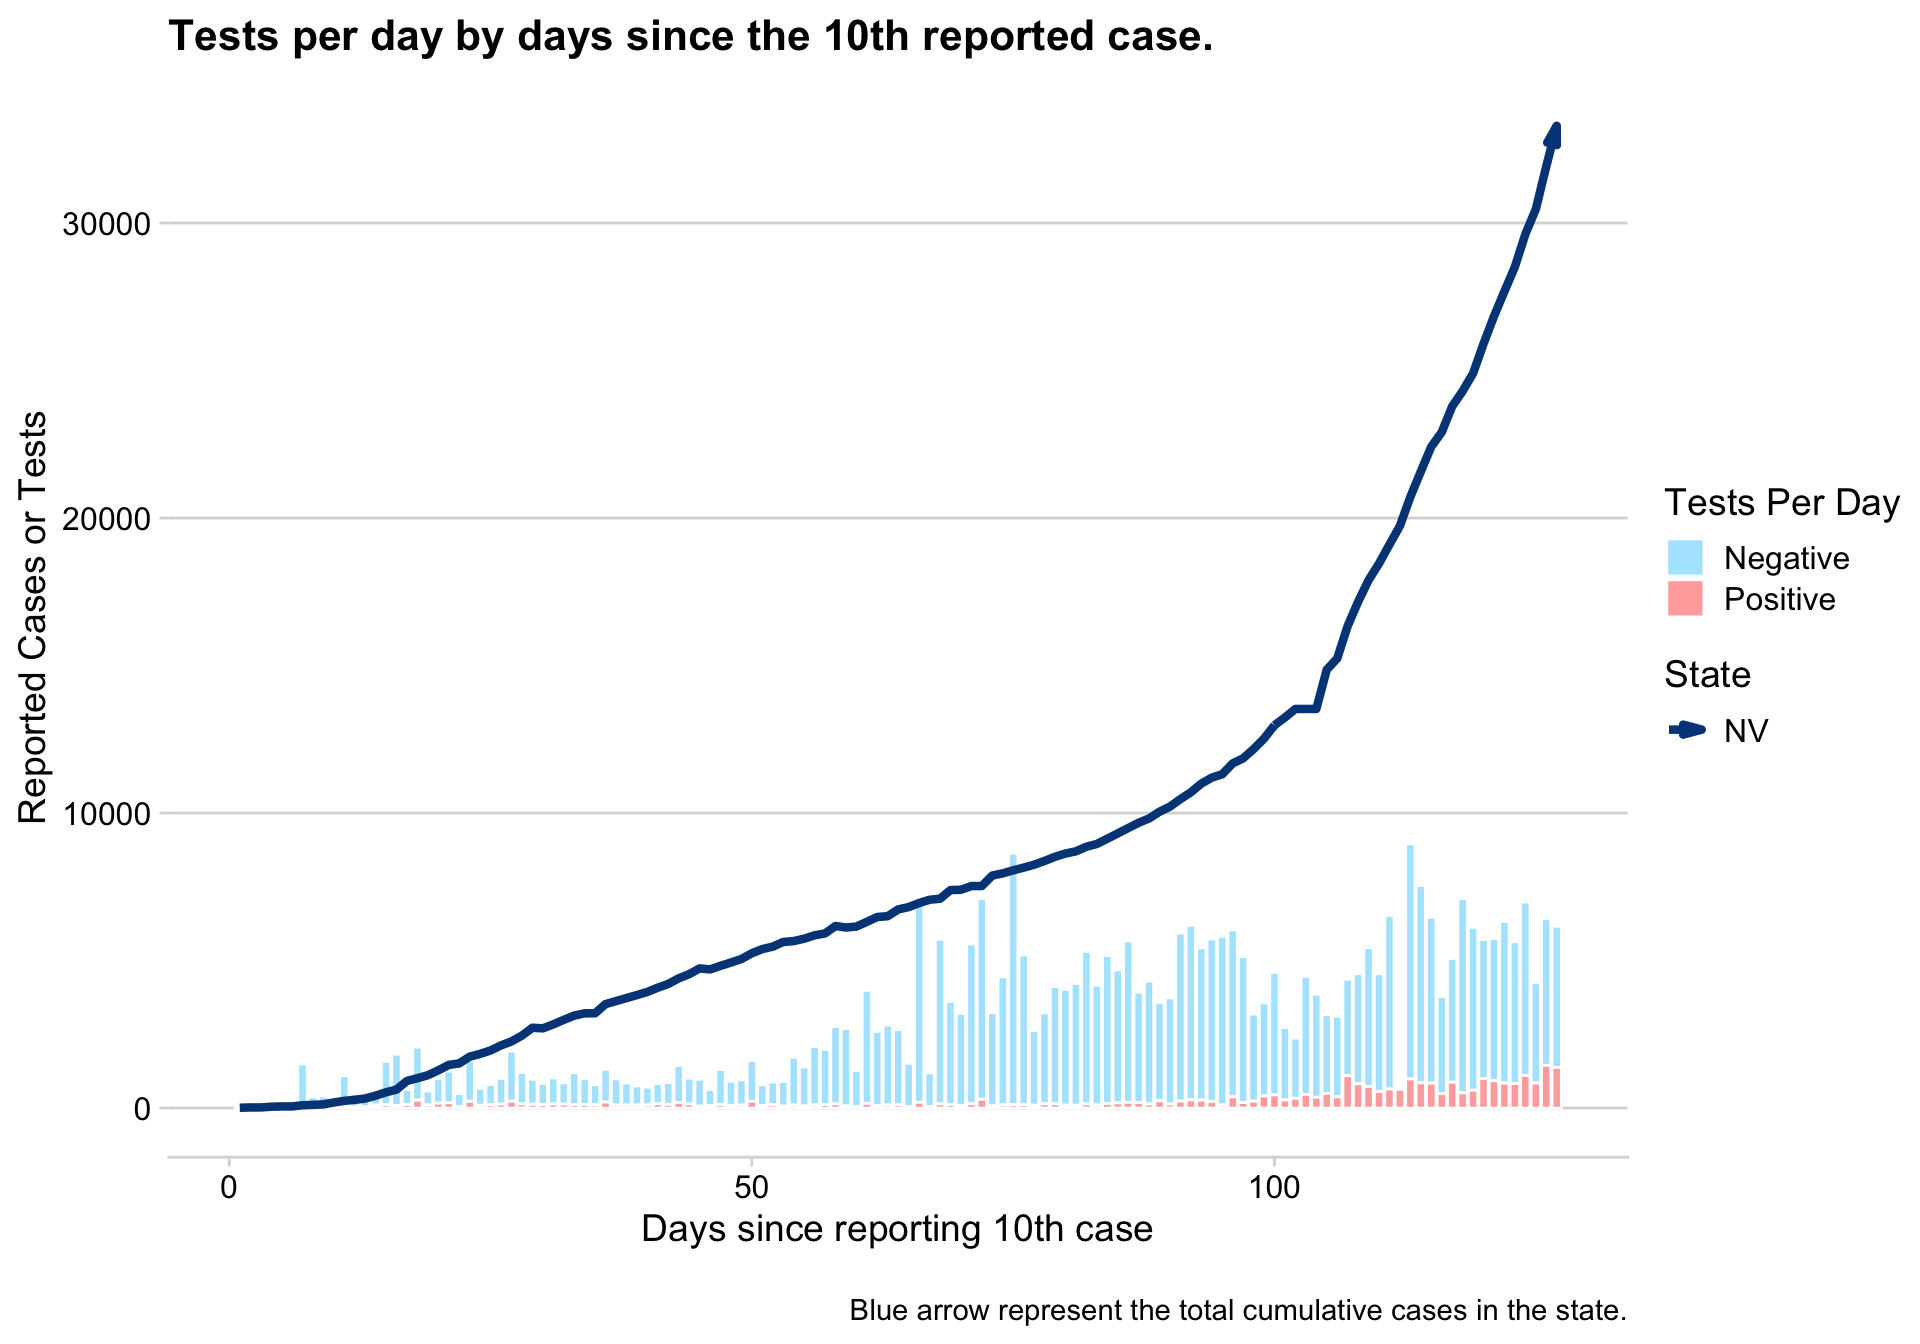 Tests per day by days since the 10th reported case.
30000
20000
10000
0
Reported Cases or Tests
0
50
100
Days since reporting 10th case
Tests Per Day
Negative
Positive
State
NV
Blue arrow represent the total cumulative cases in the state.